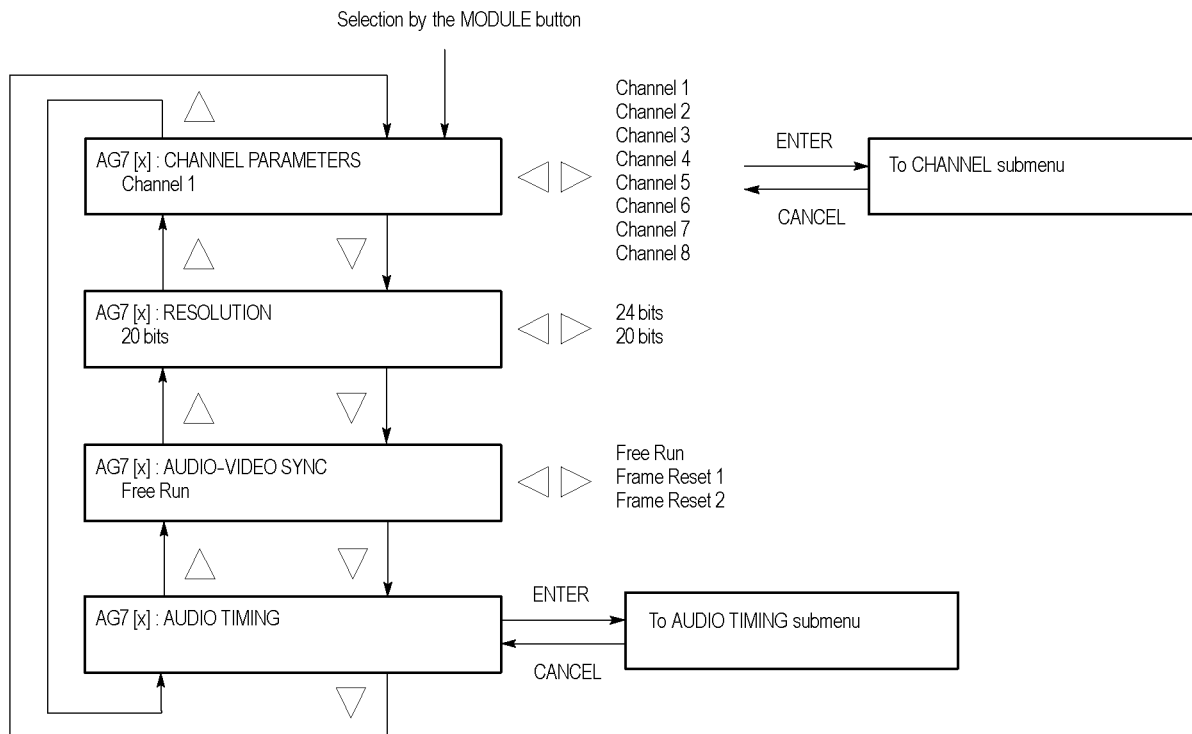 Selection by the MODULE button
AG7 [x] : CHANNEL PARAMETERS
Channel 1
Channel 1
Channel 2
Channel 3
Channel 4
Channel 5
Channel 6
Channel 7
Channel 8
ENTER
CANCEL
To CHANNEL submenu
AG7 [x] : RESOLUTION
20 bits
24 bits
20 bits
AG7 [x] : AUDIO-VIDEO SYNC
Free Run
Free Run
Frame Reset 1
Frame Reset 2
AG7 [x] : AUDIO TIMING
ENTER
CANCEL
To AUDIO TIMING submenu